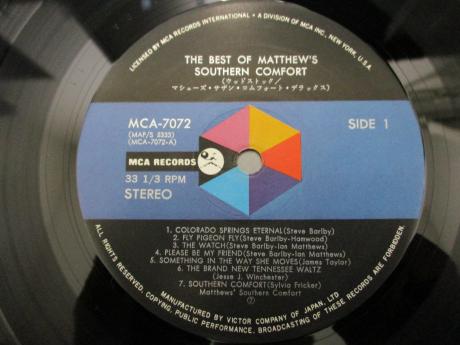 LICENSED BY MCA RECORDS INTERNATIONAL • A DIVISION OF MCA INC., NEW YORK, U.S.A.
THE BEST OF MATTHEW'S
SOUTHERN COMFORT
(ウッドストック/
マシューズ・サザン・コムフォート・デラックス)
MCA-7072
(MAP/S 3333)
(MCA-7072-A)
SIDE 1
MCA RECORDS
33 1/3 RPM
STEREO
1. COLORADO SPRINGS ETERNAL(Steve Barlby)
2. FLY PIGEON FLY(Steve Barlby-Hamwood)
3. THE WATCH(Steve Barlby-Ian Matthews)
4. PLEASE BE MY FRIEND(Steve Barlby-Ian Matthews)
5. SOMETHING IN THE WAY SHE MOVES(James Taylor)
6. THE BRAND NEW TENNESSEE WALTZ
(Jesse J. Winchester)
7. SOUTHERN COMFORT(Sylvia Fricker)
Matthews' Southern Comfort
ALL RIGHTS RESERVED. UNAUTHORIZED COPYING, PUBLIC PERFORMANCE, BROADCASTING OF THESE RECORDS ARE FORBIDDEN
MANUFACTURED BY VICTOR COMPANY OF JAPAN, LTD